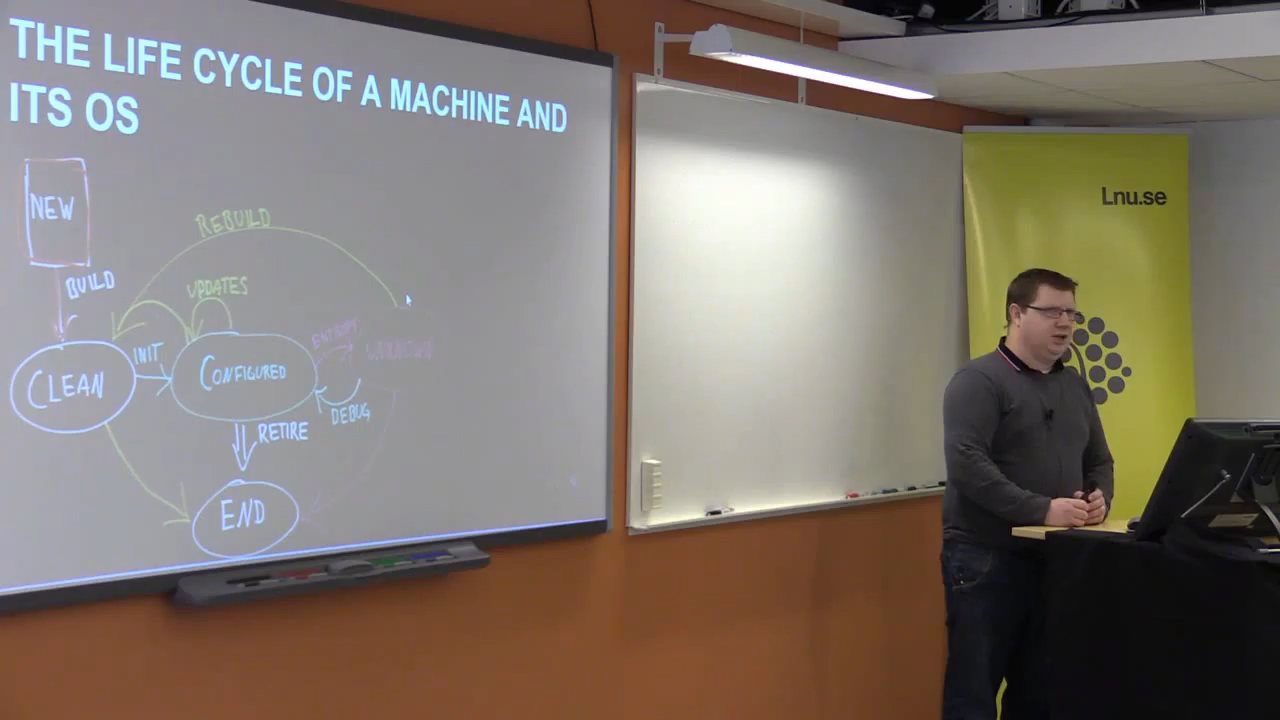 THE LIFE CYCLE OF A MACHINE AND
ITS OS
NEW
REBUILD
BUILD
UPDATES
ENTROPY
UNKNOWN
INIT
CLEAN
CONFIGURED
DEBUG
RETIRE
END
Lnu.se